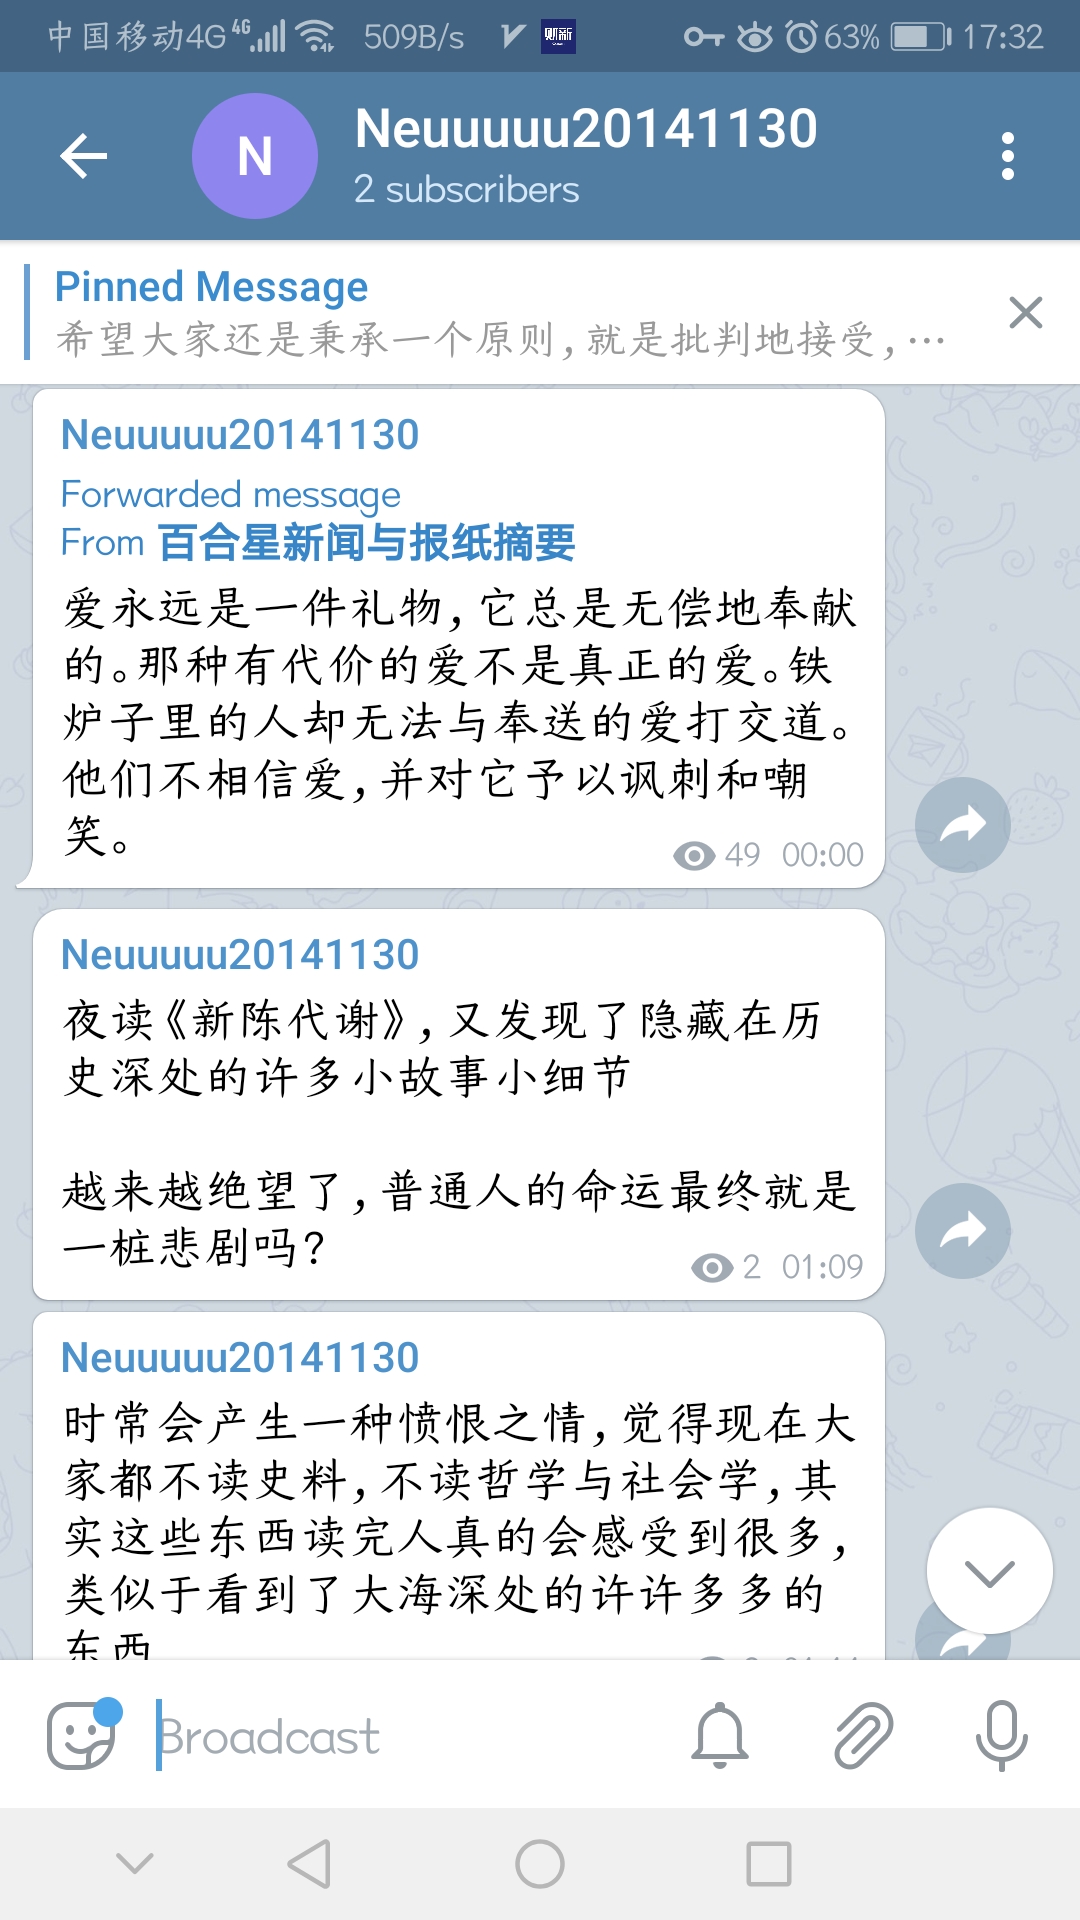 中国移动4G 4G 509B/s 财新 63% 17:32
N
Neuuuuu20141130
2 subscribers
Pinned Message
希望大家还是秉承一个原则,就是批判地接受,…
Neuuuuu20141130
Forwarded message
From 百合星新闻与报纸摘要
爱永远是一件礼物,它总是无偿地奉献
的。那种有代价的爱不是真正的爱。铁
炉子里的人却无法与奉送的爱打交道。
他们不相信爱,并对它予以讽刺和嘲
笑。
49 00:00
Neuuuuu20141130
夜读《新陈代谢》,又发现了隐藏在历
史深处的许多小故事小细节
越来越绝望了,普通人的命运最终就是
一桩悲剧吗?
2 01:09
Neuuuuu20141130
时常会产生一种愤恨之情,觉得现在大
家都不读史料,不读哲学与社会学,其
实这些东西读完人真的会感受到很多,
类似于看到了大海深处的许许多多的
东西
Broadcast